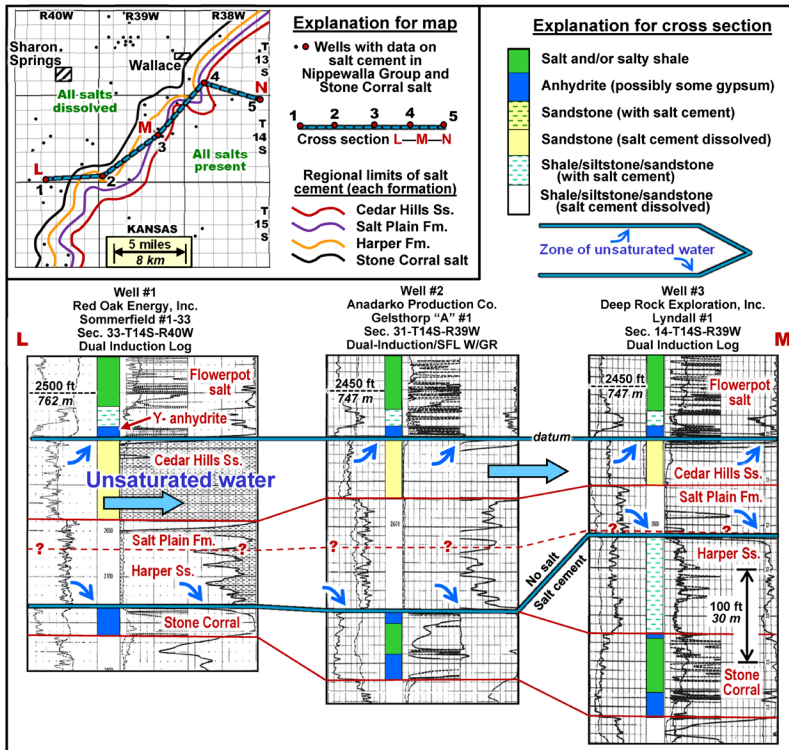 R40W R39W R38W
Sharon
Springs
Wallace
T
13
S
All salts
dissolved
4
N
5
M
3
T
14
S
L
1
2
All salts
present
T
15
S
KANSAS
5 miles
8 km
Explanation for map
Wells with data on
salt cement in
Nippewalla Group and
Stone Corral salt
1 2 3 4 5
Cross section L—M—N
Regional limits of salt
cement (each formation)
Cedar Hills Ss.
Salt Plain Fm.
Harper Fm.
Stone Corral salt
Explanation for cross section
Salt and/or salty shale
Anhydrite (possibly some gypsum)
Sandstone (with salt cement)
Sandstone (salt cement dissolved)
Shale/siltstone/sandstone
(with salt cement)
Shale/siltstone/sandstone
(salt cement dissolved)
Zone of unsaturated water
L
Well #1
Red Oak Energy, Inc.
Sommerfield #1-33
Sec. 33-T14S-R40W
Dual Induction Log
Well #2
Anadarko Production Co.
Gelsthorp "A" #1
Sec. 31-T14S-R39W
Dual-Induction/SFL W/GR
Well #3
Deep Rock Exploration, Inc.
Lyndall #1
Sec. 14-T14S-R39W
Dual Induction Log
M
2500 ft
762 m
Flowerpot
salt
Y- anhydrite
2450 ft
747 m
2450 ft
747 m
Flowerpot
salt
datum
Cedar Hills Ss.
Unsaturated water
Cedar Hills Ss.
Salt Plain Fm.
Salt Plain Fm.
? ? ? ? ? ?
Harper Ss.
Harper Ss.
No salt
Salt cement
100 ft
30 m
Stone Corral
Stone
Corral